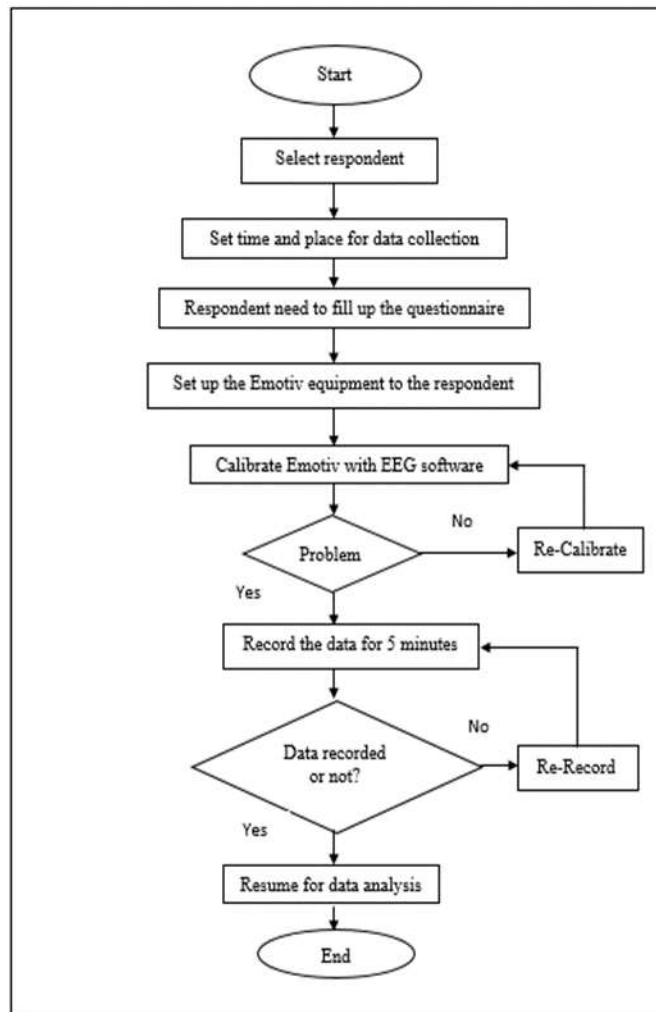 Start
Select respondent
Set time and place for data collection
Respondent need to fill up the questionnaire
Set up the Emotiv equipment to the respondent
Calibrate Emotiv with EEG software
Problem
No
Re-Calibrate
Yes
Record the data for 5 minutes
Data recorded
or not?
No
Re-Record
Yes
Resume for data analysis
End